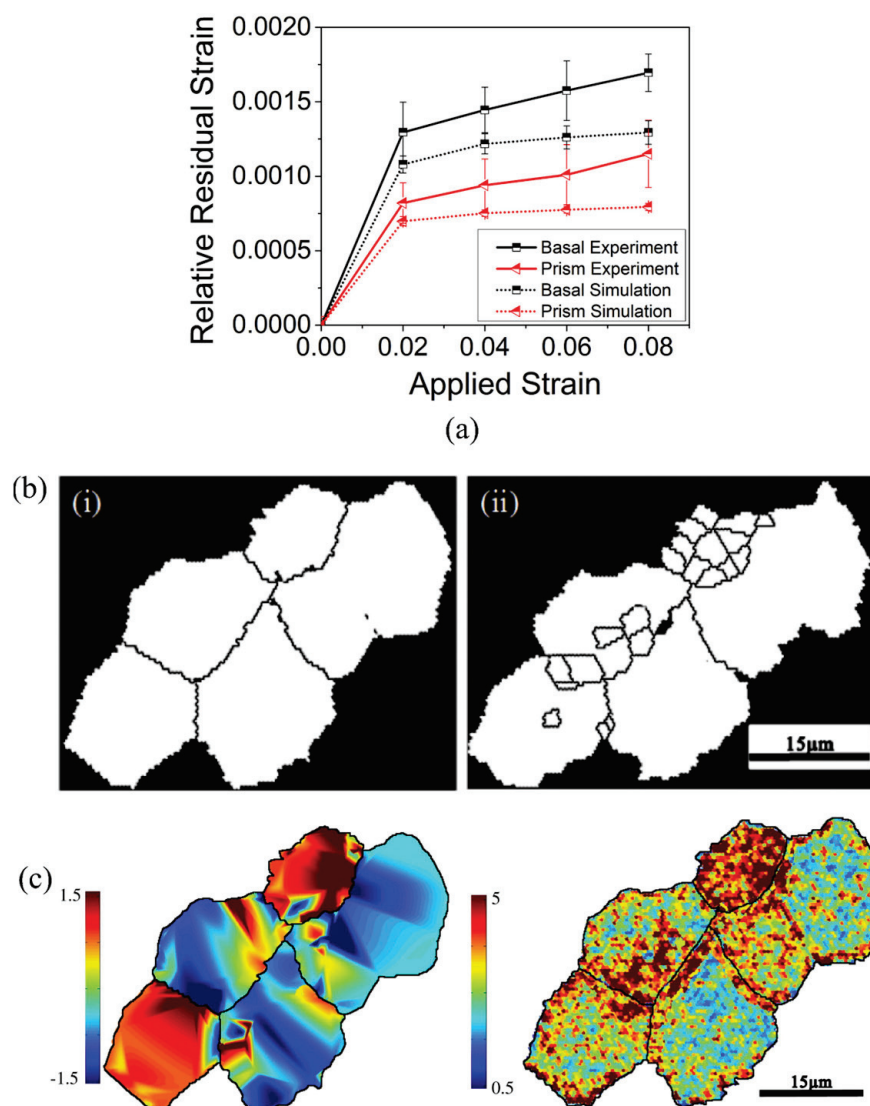 Relative Residual Strain
0.0020
0.0015
0.0010
0.0005
0.0000
Basal Experiment
Prism Experiment
Basal Simulation
Prism Simulation
0.00 0.02 0.04 0.06 0.08
Applied Strain
(a)
(b)
(i)
(ii)
15μm
(c)
1.5
-1.5
5
0.5
15μm